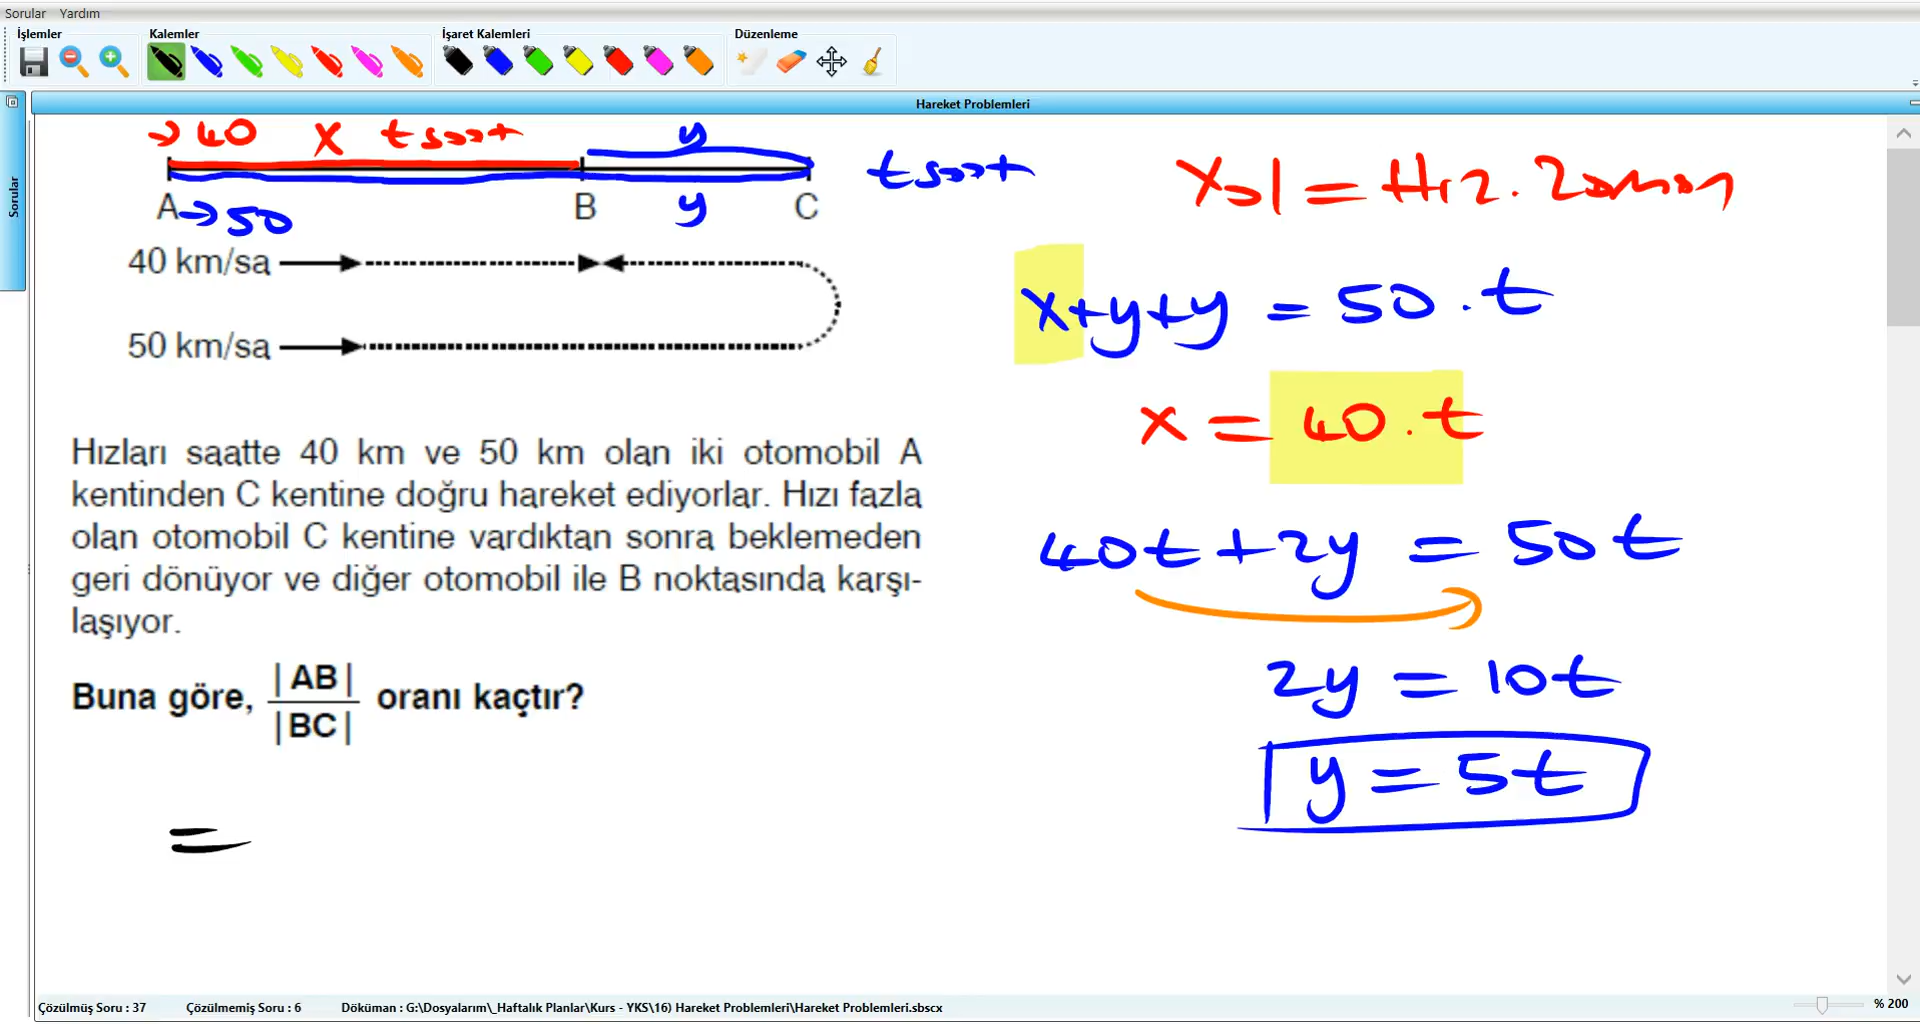 Sorular Yardım
İşlemler Kalemler İşaret Kalemleri Düzenleme
Hareket Problemleri
Sorular
→ 40 x t saat y
A → 50 B y C t saat
40 km/sa
50 km/sa
Hızları saatte 40 km ve 50 km olan iki otomobil A
kentinden C kentine doğru hareket ediyorlar. Hızı fazla
olan otomobil C kentine vardıktan sonra beklemeden
geri dönüyor ve diğer otomobil ile B noktasında karşı-
laşıyor.
Buna göre, |AB| / |BC| oranı kaçtır?
=
Yol = Hız . Zaman
x+y+y = 50 . t
x = 40 . t
40t + 2y = 50t
2y = 10t
y = 5t
Çözülmüş Soru : 37 Çözülmemiş Soru : 6 Döküman : G:\Dosyalarım\_Haftalık Planlar\Kurs - YKS\16) Hareket Problemleri\Hareket Problemleri.sbscx % 200